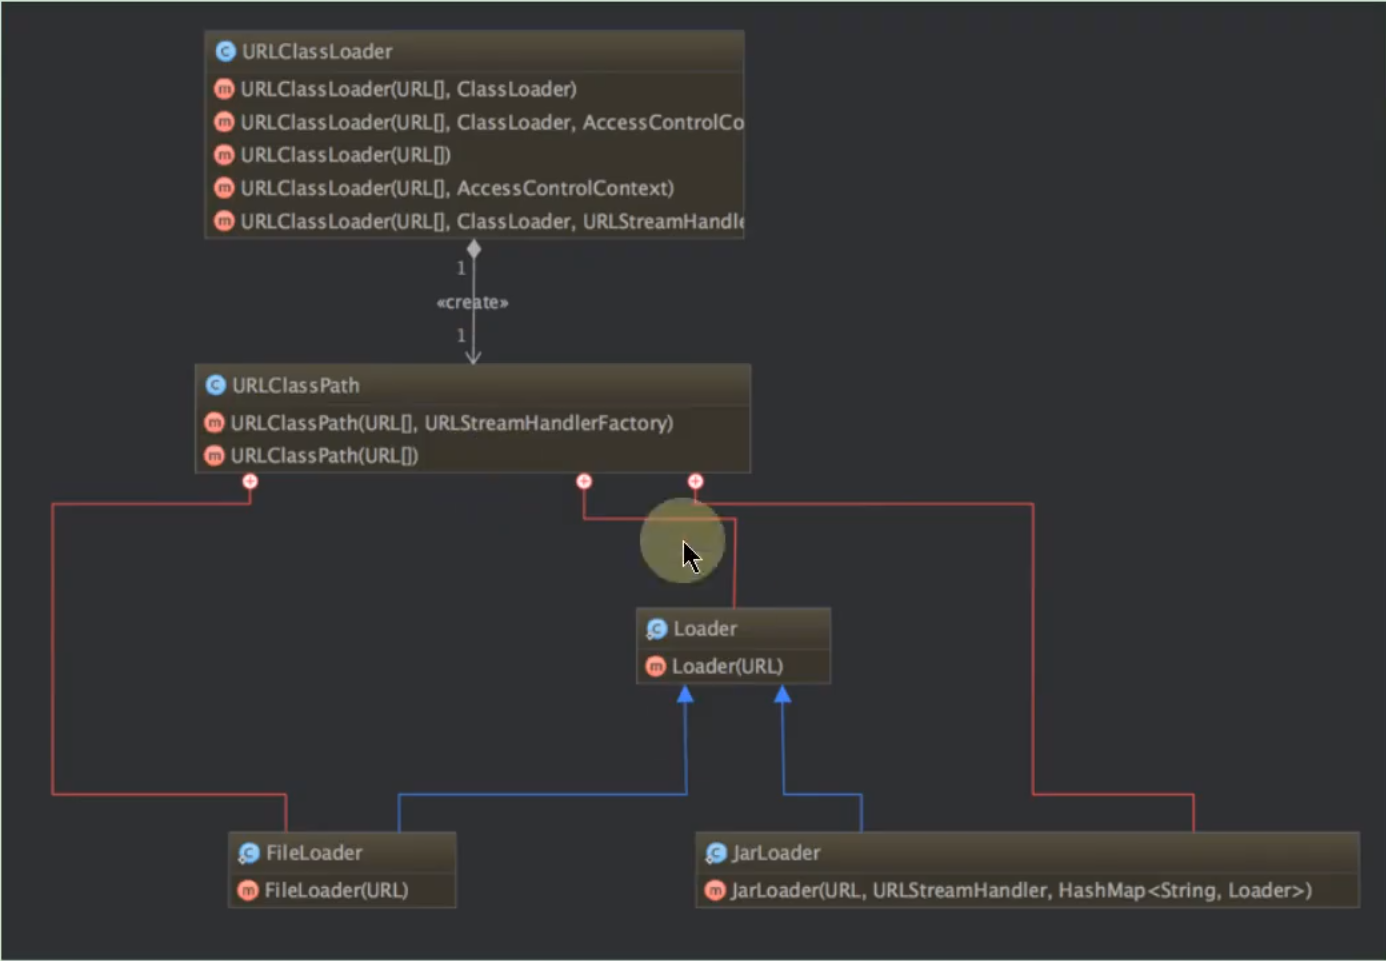 URLClassLoader
URLClassLoader(URL[], ClassLoader)
URLClassLoader(URL[], ClassLoader, AccessControlCo
URLClassLoader(URL[])
URLClassLoader(URL[], AccessControlContext)
URLClassLoader(URL[], ClassLoader, URLStreamHandle
1
«create»
1
URLClassPath
URLClassPath(URL[], URLStreamHandlerFactory)
URLClassPath(URL[])
Loader
Loader(URL)
FileLoader
FileLoader(URL)
JarLoader
JarLoader(URL, URLStreamHandler, HashMap<String, Loader>)